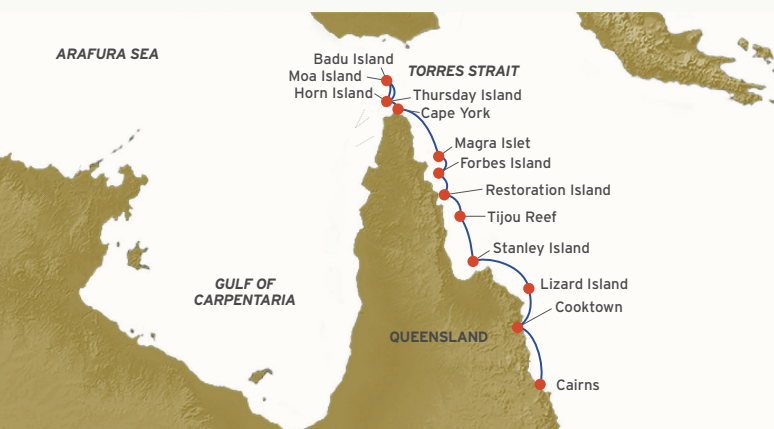 ARAFURA SEA
Badu Island
TORRES STRAIT
Moa Island
Horn Island
Thursday Island
Cape York
Magra Islet
Forbes Island
Restoration Island
Tijou Reef
Stanley Island
GULF OF
CARPENTARIA
Lizard Island
Cooktown
QUEENSLAND
Cairns